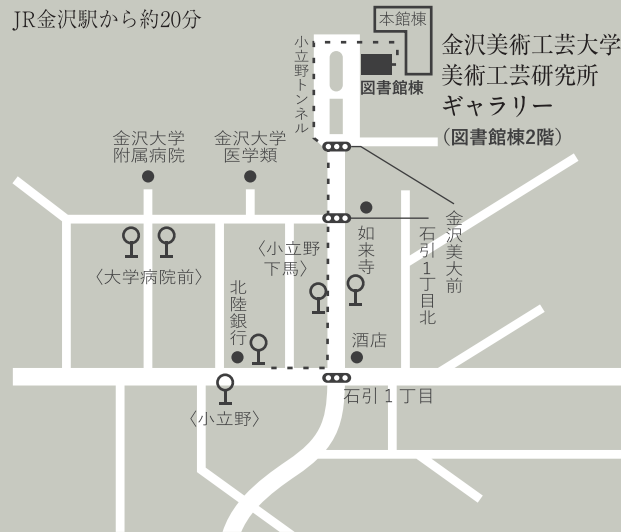 JR金沢駅から約20分
本館棟
図書館棟
金沢美術工芸大学
美術工芸研究所
ギャラリー
（図書館棟2階）
小立野トンネル
金沢大学
附属病院
金沢大学
医学類
金沢美大前
石引1丁目北
如来寺
〈小立野
下馬〉
〈大学病院前〉
北陸銀行
酒店
石引1丁目
〈小立野〉